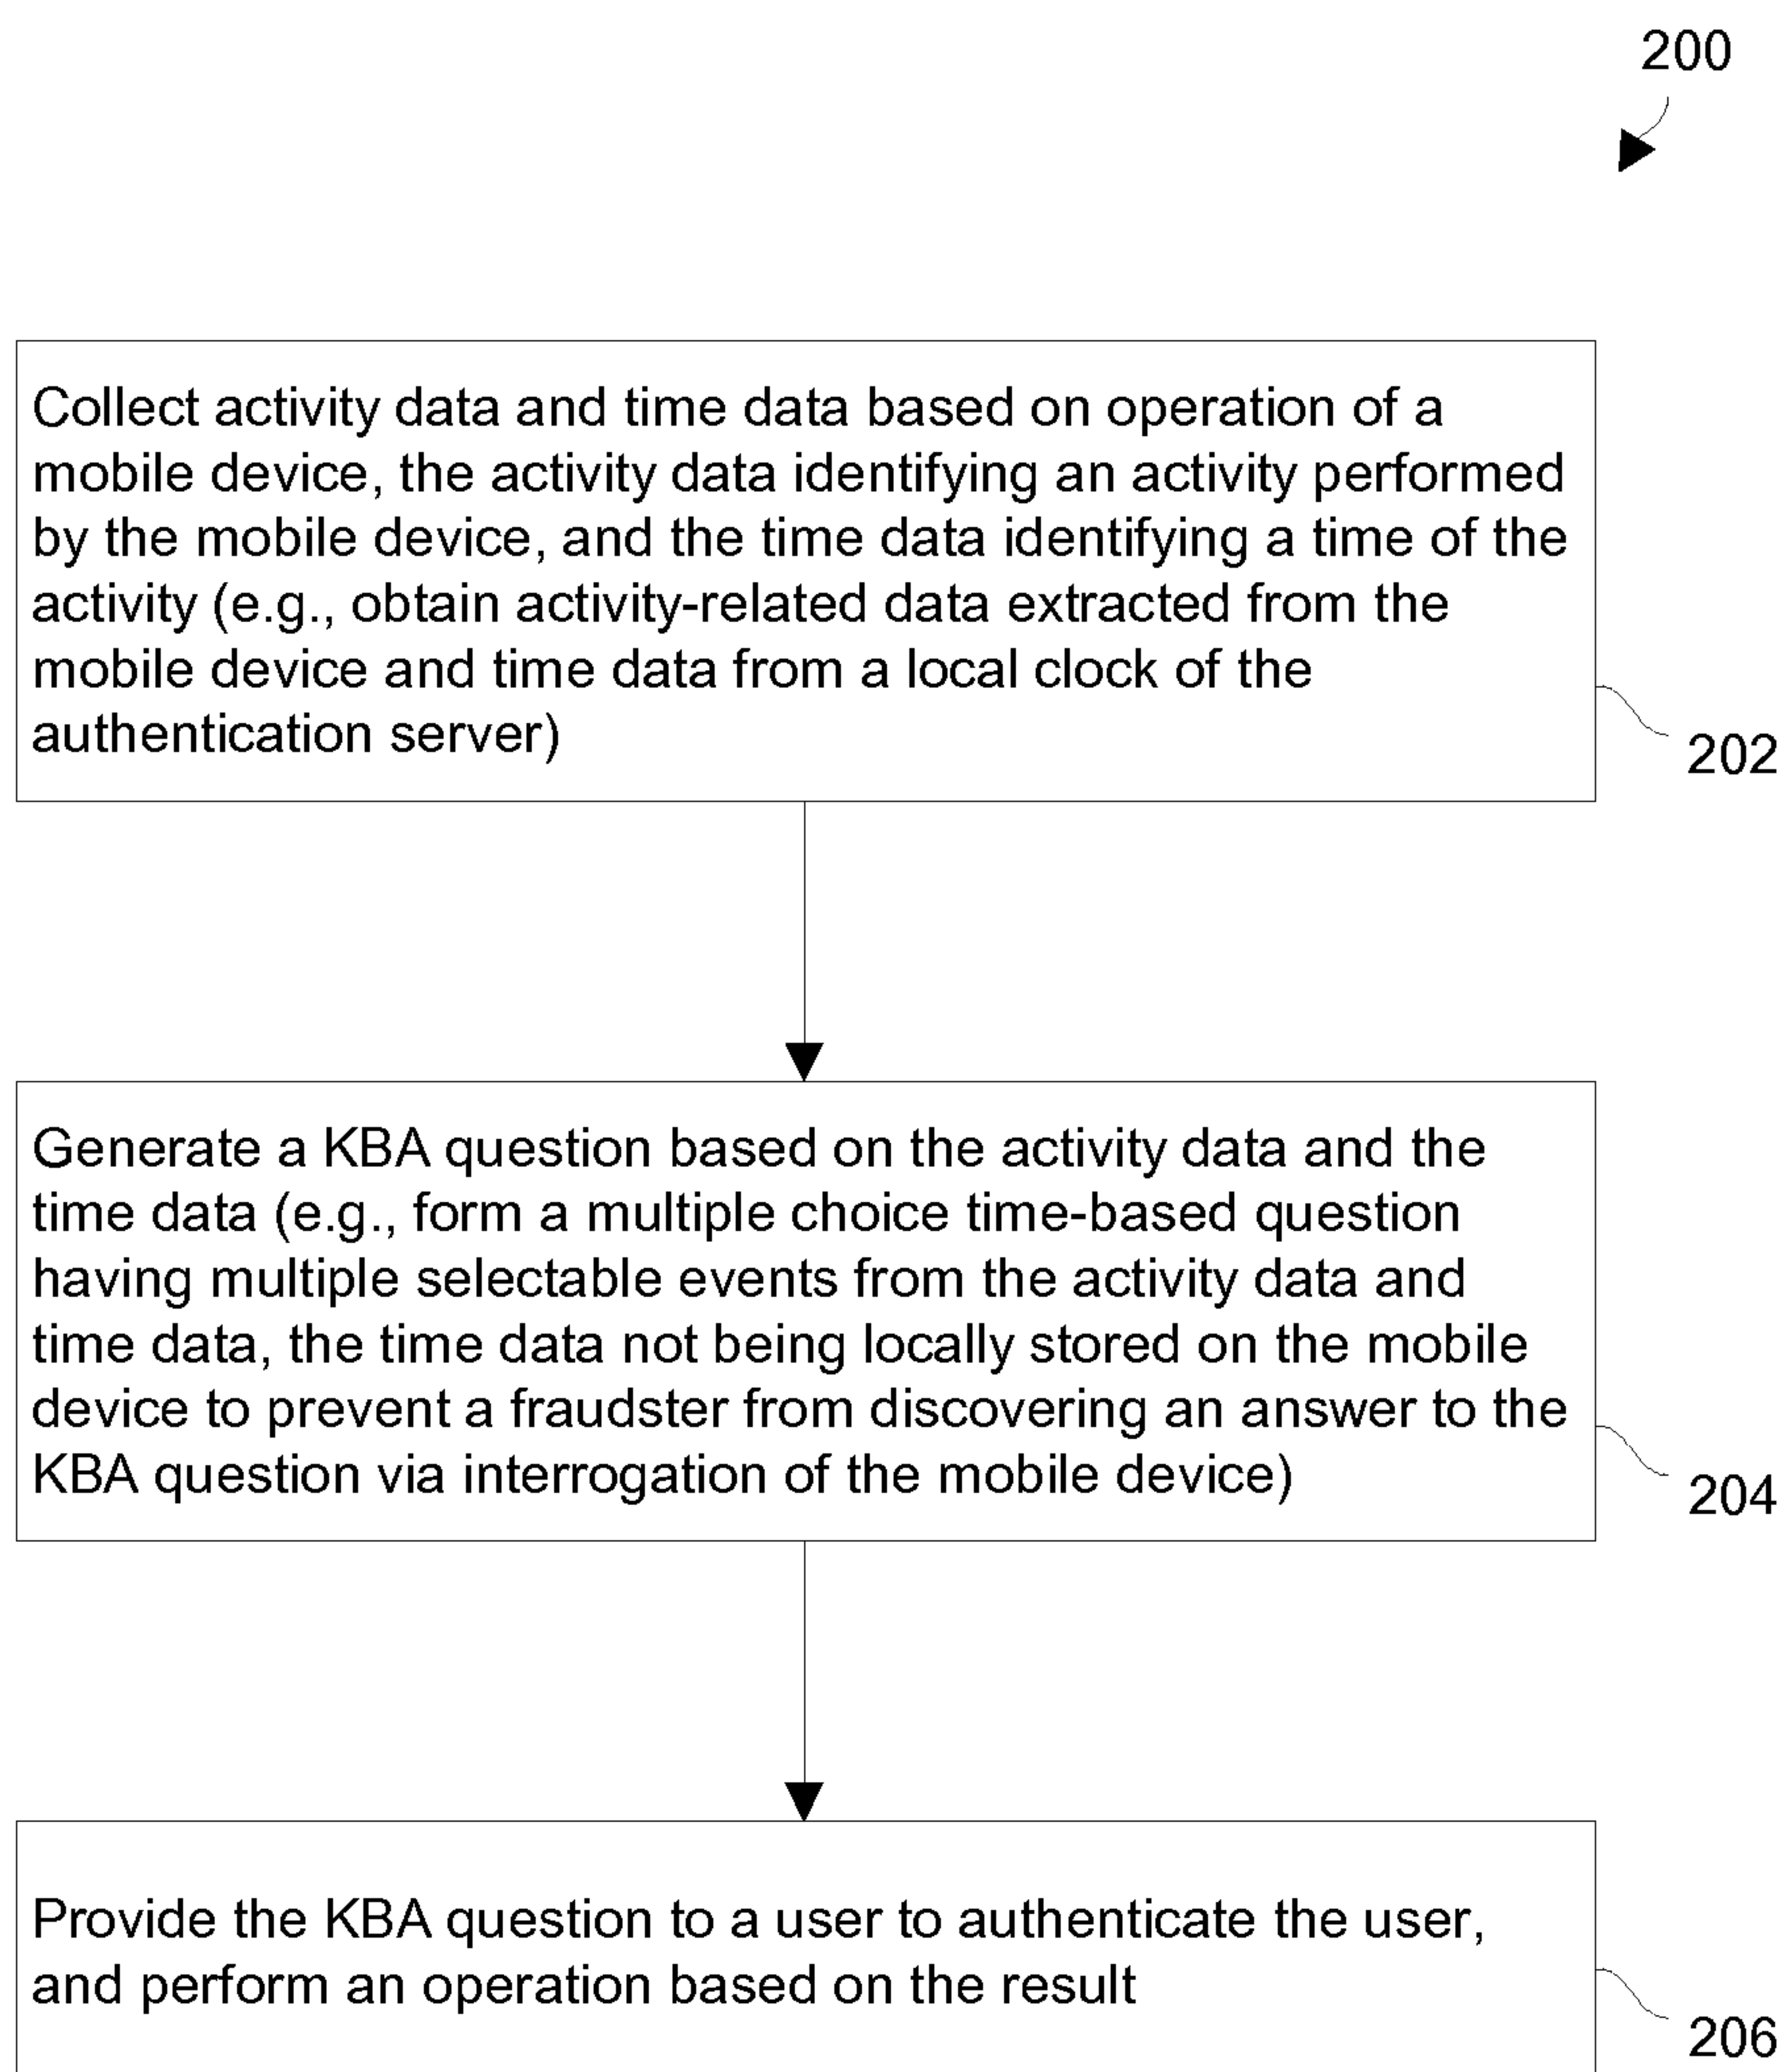 200
Collect activity data and time data based on operation of a
mobile device, the activity data identifying an activity performed
by the mobile device, and the time data identifying a time of the
activity (e.g., obtain activity-related data extracted from the
mobile device and time data from a local clock of the
authentication server)
202
Generate a KBA question based on the activity data and the
time data (e.g., form a multiple choice time-based question
having multiple selectable events from the activity data and
time data, the time data not being locally stored on the mobile
device to prevent a fraudster from discovering an answer to the
KBA question via interrogation of the mobile device)
204
Provide the KBA question to a user to authenticate the user,
and perform an operation based on the result
206